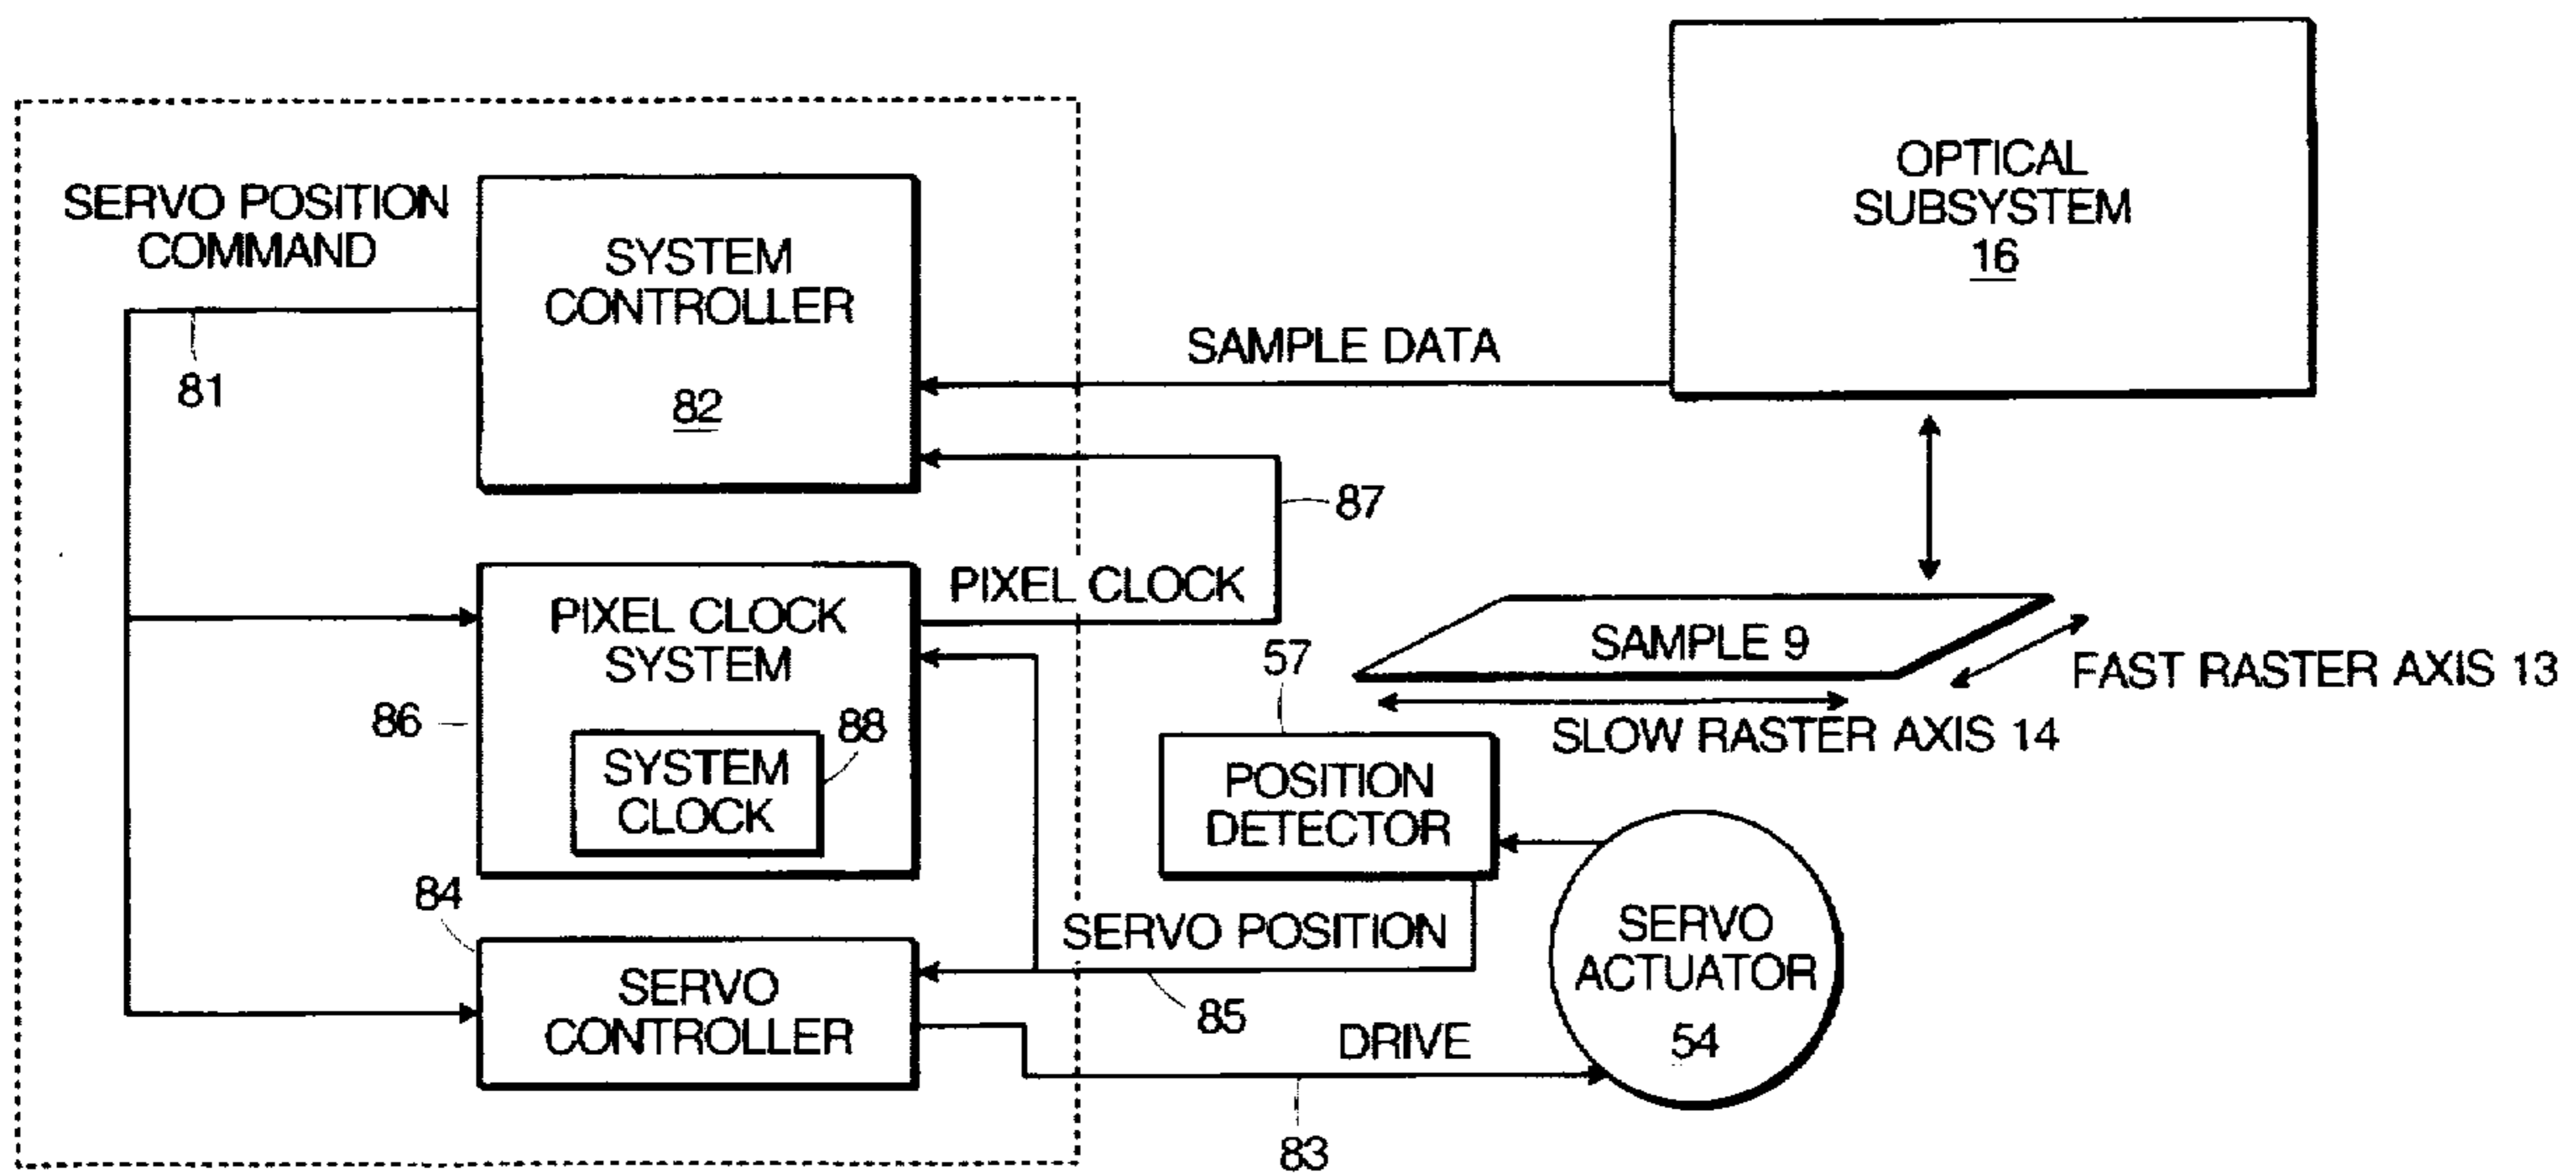 OPTICAL
SUBSYSTEM
16
SERVO POSITION
COMMAND
81
SYSTEM
CONTROLLER
82
SAMPLE DATA
87
PIXEL CLOCK
PIXEL CLOCK
SYSTEM
86
SYSTEM
CLOCK
88
SAMPLE 9
FAST RASTER AXIS 13
SLOW RASTER AXIS 14
57
POSITION
DETECTOR
84
SERVO
CONTROLLER
SERVO POSITION
85
DRIVE
83
SERVO
ACTUATOR
54